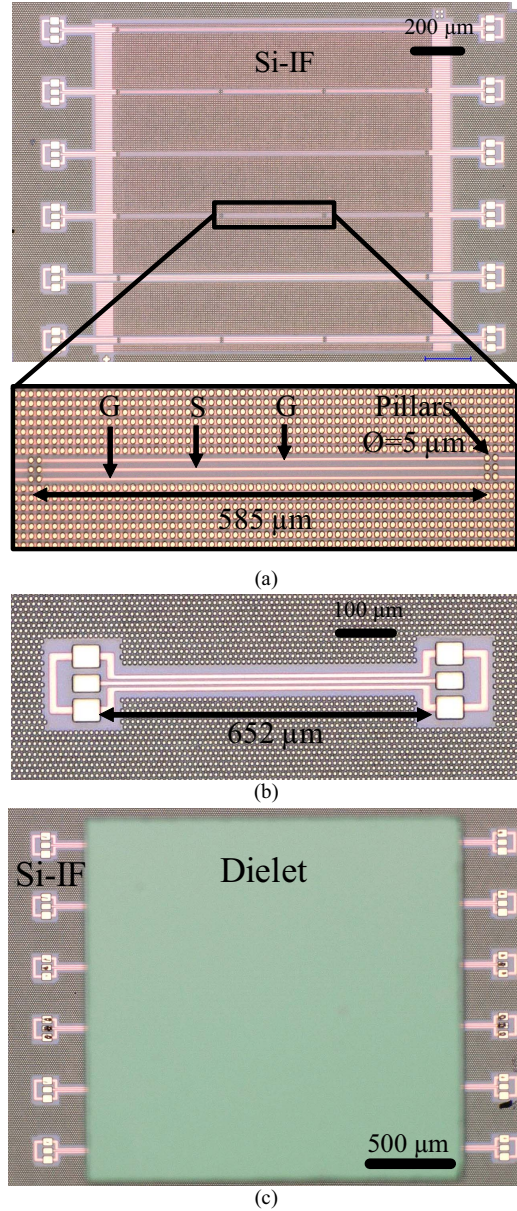 200 µm
Si-IF
G
S
G
Pillars
Ø=5 µm
585 µm
(a)
100 µm
652 µm
(b)
Si-IF
Dielet
500 µm
(c)